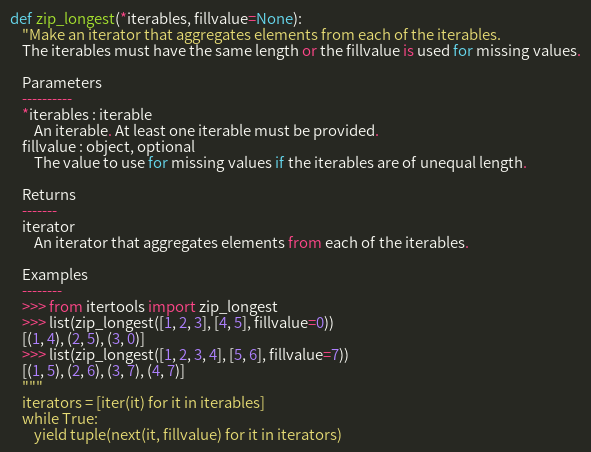 def zip_longest(*iterables, fillvalue=None):
    "Make an iterator that aggregates elements from each of the iterables.
    The iterables must have the same length or the fillvalue is used for missing values.

    Parameters
    ----------
    *iterables : iterable
        An iterable. At least one iterable must be provided.
    fillvalue : object, optional
        The value to use for missing values if the iterables are of unequal length.

    Returns
    -------
    iterator
        An iterator that aggregates elements from each of the iterables.

    Examples
    --------
    >>> from itertools import zip_longest
    >>> list(zip_longest([1, 2, 3], [4, 5], fillvalue=0))
    [(1, 4), (2, 5), (3, 0)]
    >>> list(zip_longest([1, 2, 3, 4], [5, 6], fillvalue=7))
    [(1, 5), (2, 6), (3, 7), (4, 7)]
    """
    iterators = [iter(it) for it in iterables]
    while True:
        yield tuple(next(it, fillvalue) for it in iterators)